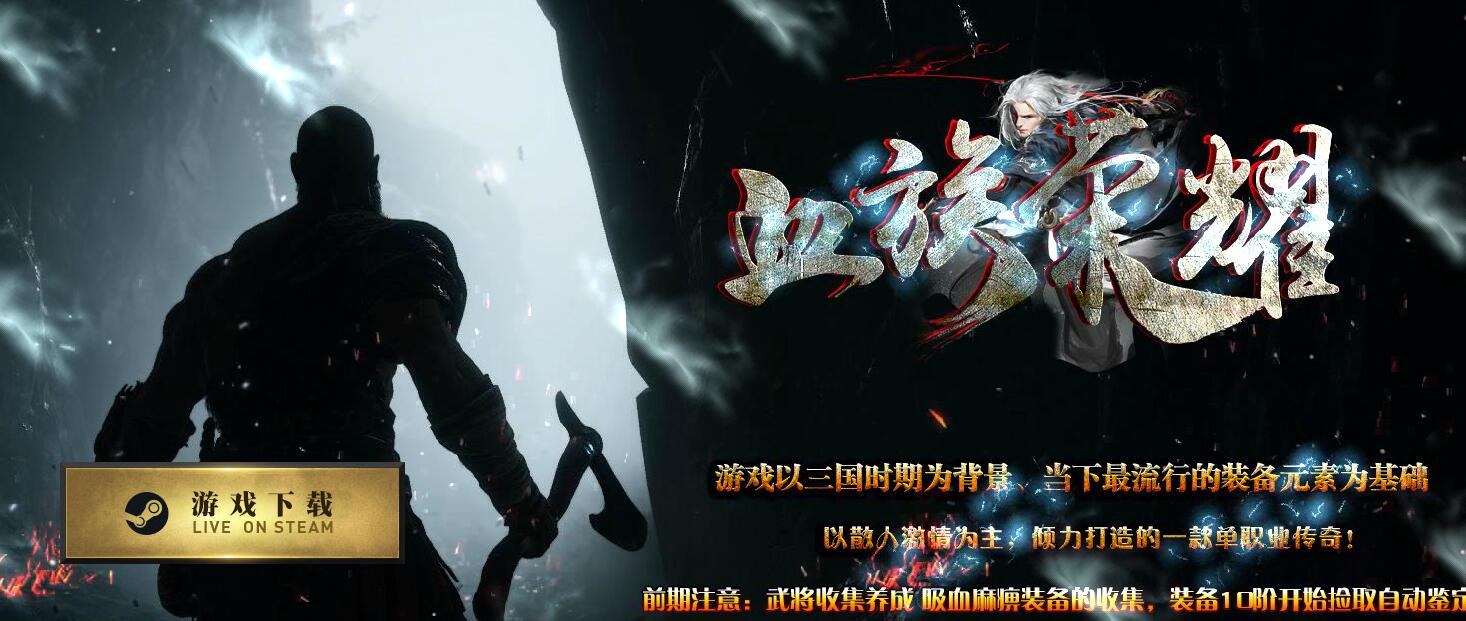 血族荣耀
游戏以三国时期为背景、当下最流行的装备元素为基础
以散人激情为主，倾力打造的一款单职业传奇！
前期注意：武将收集养成 吸血麻痹装备的收集，装备10阶开始捡取自动鉴定
游戏下载
LIVE ON STEAM